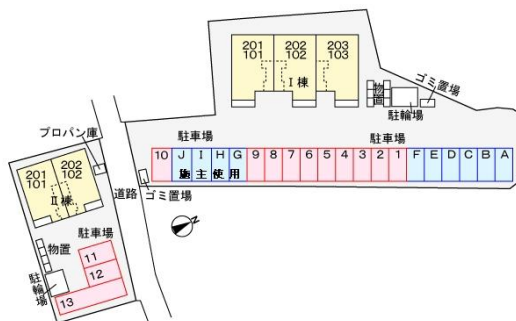 201 202 203
101 102 103
Ⅰ棟
物置
ゴミ置場
駐輪場
プロパン庫
駐車場
駐車場
10 J I H G 9 8 7 6 5 4 3 2 1 F E D C B A
施主使用
ゴミ置場
道路
201 202
101 102
Ⅱ棟
N
物置
駐車場
駐輪場
11
12
13